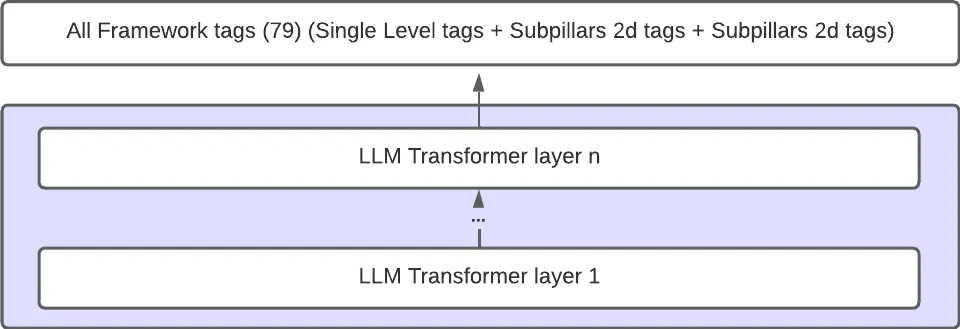 All Framework tags (79) (Single Level tags + Subpillars 2d tags + Subpillars 2d tags)
LLM Transformer layer n
...
LLM Transformer layer 1